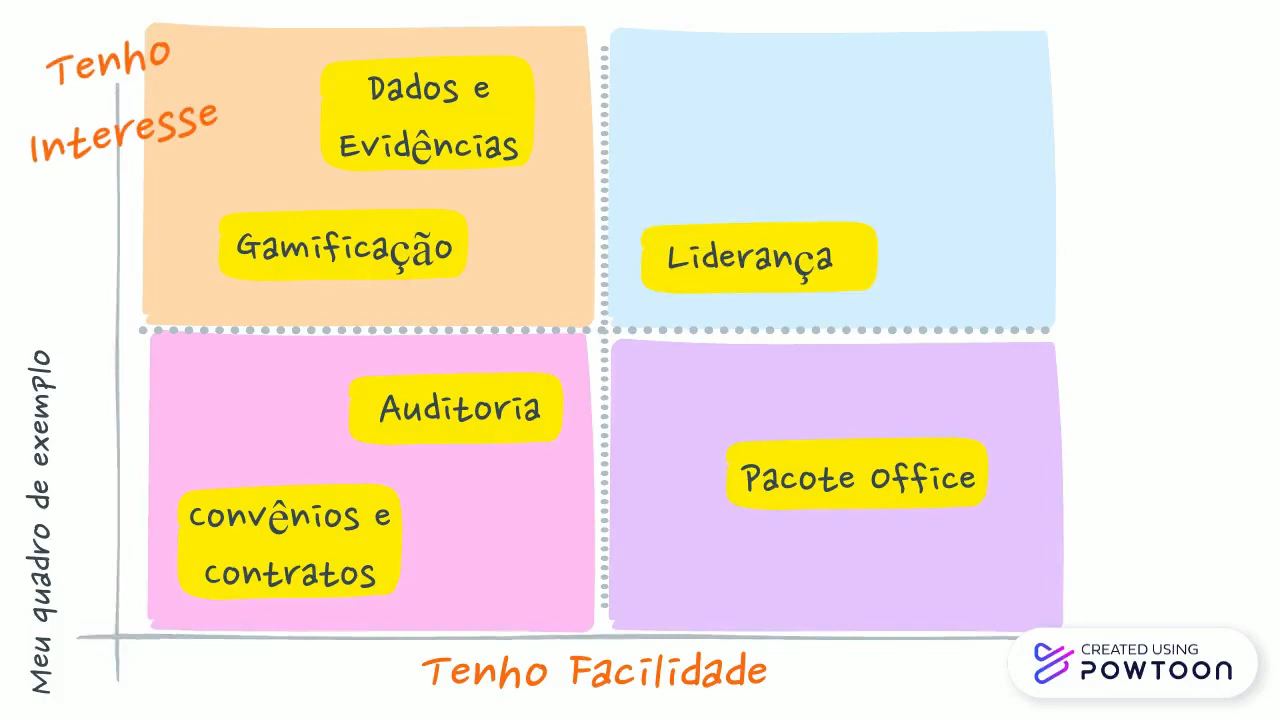 Tenho
Interesse
Dados e
Evidências
Gamificação
Liderança
Auditoria
Pacote Office
convênios e
contratos
Meu quadro de exemplo
Tenho Facilidade
CREATED USING
POWTOON